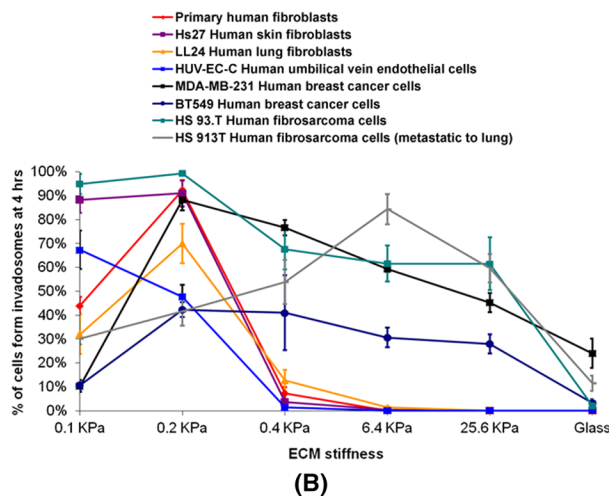 Primary human fibroblasts
Hs27 Human skin fibroblasts
LL24 Human lung fibroblasts
HUV-EC-C Human umbilical vein endothelial cells
MDA-MB-231 Human breast cancer cells
BT549 Human breast cancer cells
HS 93.T Human fibrosarcoma cells
HS 913T Human fibrosarcoma cells (metastatic to lung)
% of cells form invadosomes at 4 hrs
100%
90%
80%
70%
60%
50%
40%
30%
20%
10%
0%
0.1 KPa 0.2 KPa 0.4 KPa 6.4 KPa 25.6 KPa Glass
ECM stiffness
(B)